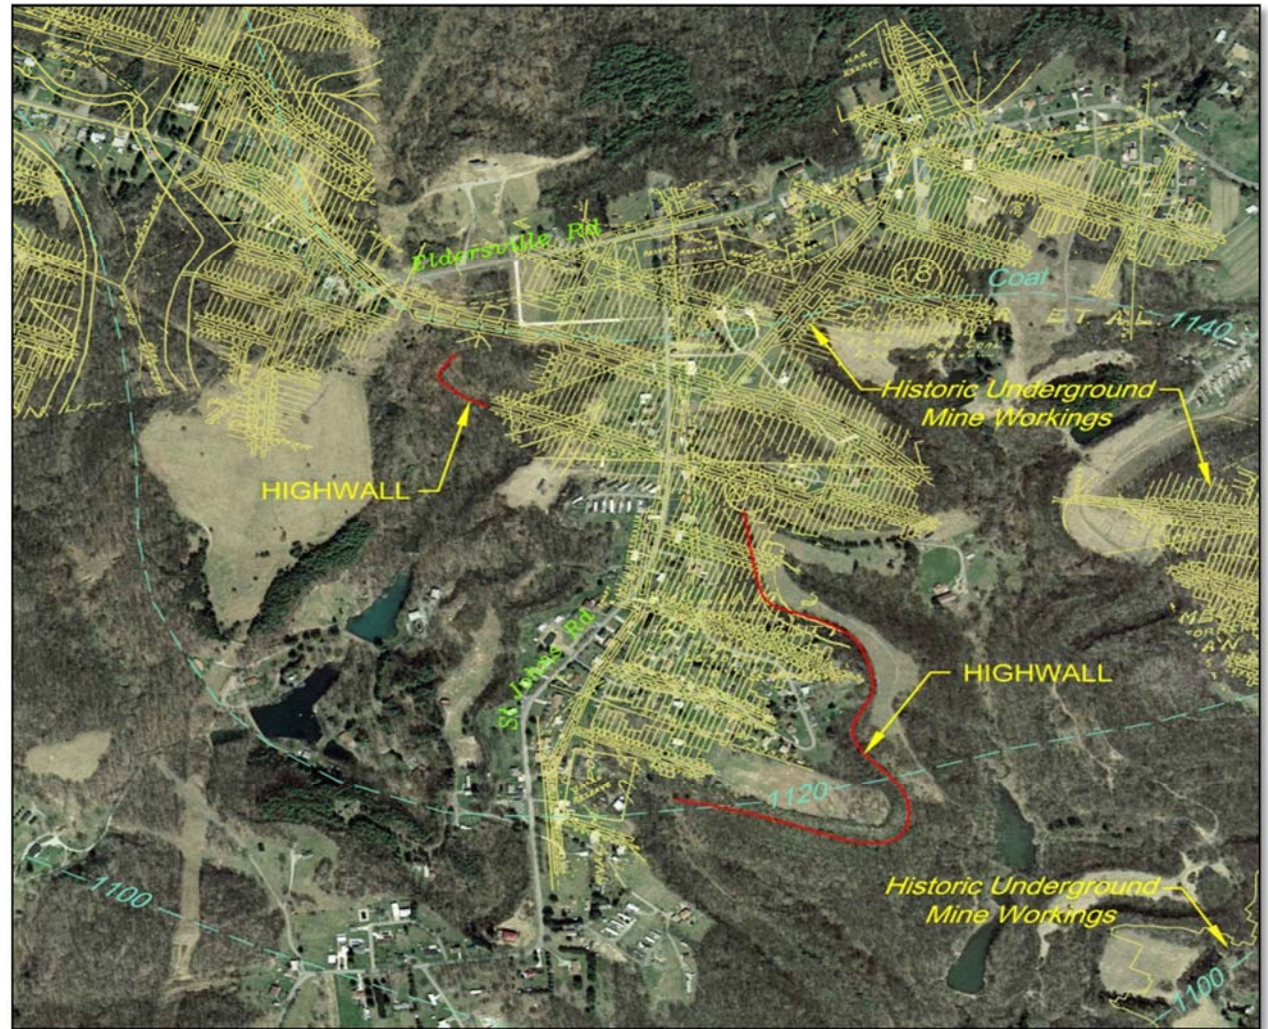 Eldersville Rd
Coal
1140
Historic Underground
Mine Workings
HIGHWALL
St Johns Rd
HIGHWALL
1120
Historic Underground
Mine Workings
1100
1100